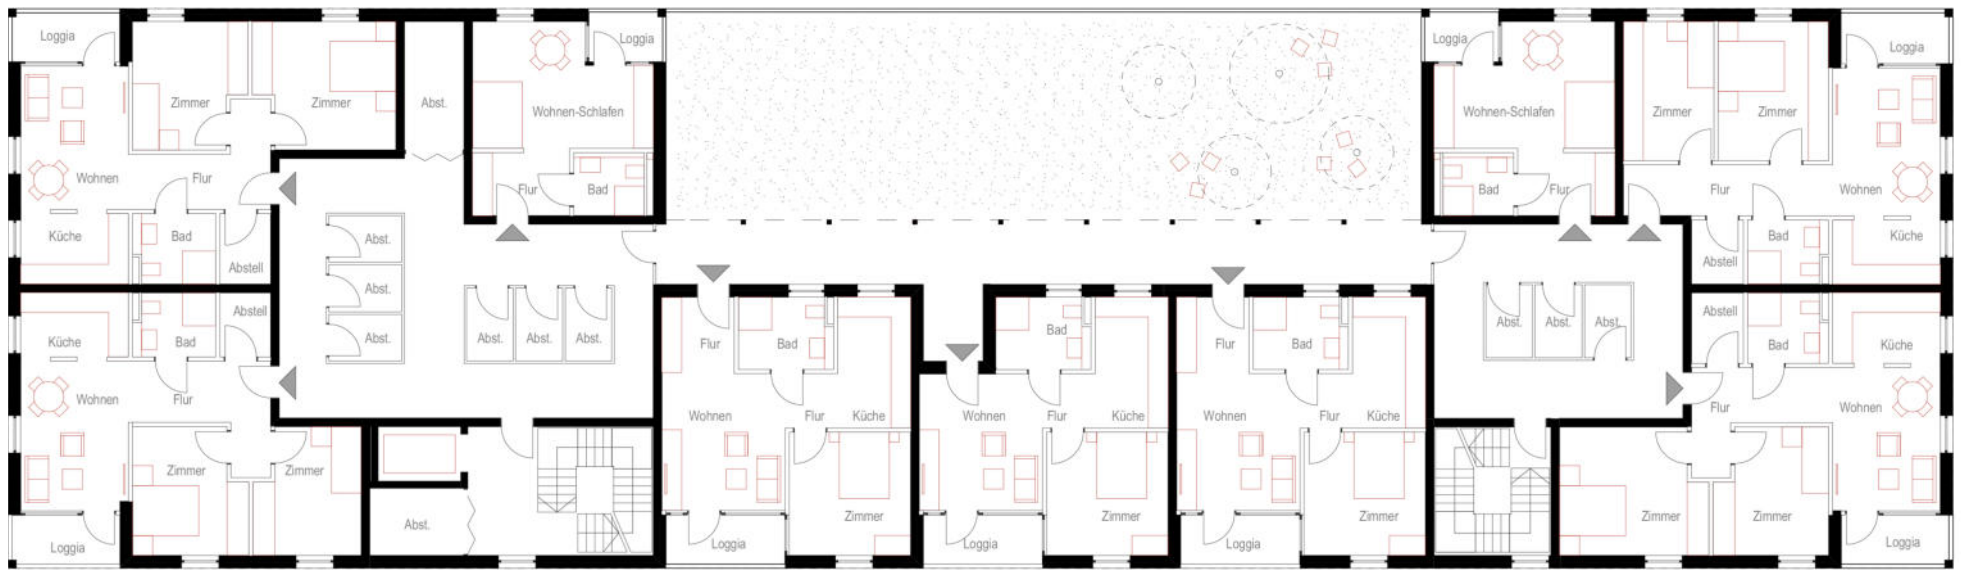 Loggia
Loggia
Loggia
Loggia
Zimmer
Zimmer
Abst.
Wohnen-Schlafen
Wohnen-Schlafen
Zimmer
Zimmer
Wohnen
Flur
Flur
Bad
Bad
Flur
Flur
Wohnen
Küche
Bad
Abstell
Abst.
Abst.
Abst.
Bad
Abstell
Küche
Küche
Bad
Abstell
Abst.
Abst.
Abst.
Flur
Bad
Bad
Flur
Bad
Abst.
Abst.
Abst.
Abstell
Bad
Küche
Wohnen
Flur
Wohnen
Flur
Küche
Wohnen
Flur
Küche
Wohnen
Flur
Küche
Flur
Wohnen
Zimmer
Zimmer
Abst.
Zimmer
Zimmer
Zimmer
Zimmer
Zimmer
Loggia
Loggia
Loggia
Loggia
Loggia